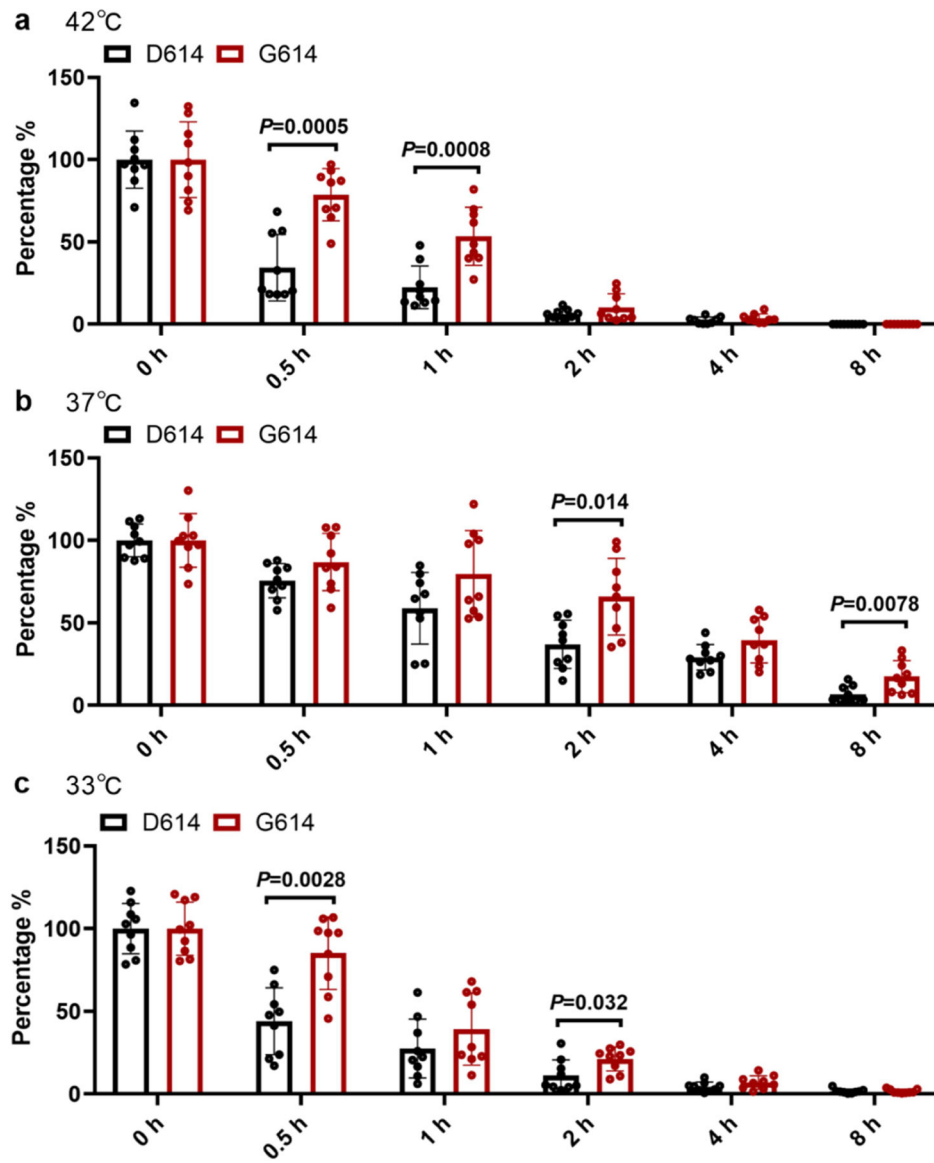 a 42°C
D614 G614
Percentage %
150
100
50
0
P=0.0005
P=0.0008
0 h
0.5 h
1 h
2 h
4 h
8 h
b 37°C
D614 G614
Percentage %
150
100
50
0
P=0.014
P=0.0078
0 h
0.5 h
1 h
2 h
4 h
8 h
c 33°C
D614 G614
Percentage %
150
100
50
0
P=0.0028
P=0.032
0 h
0.5 h
1 h
2 h
4 h
8 h